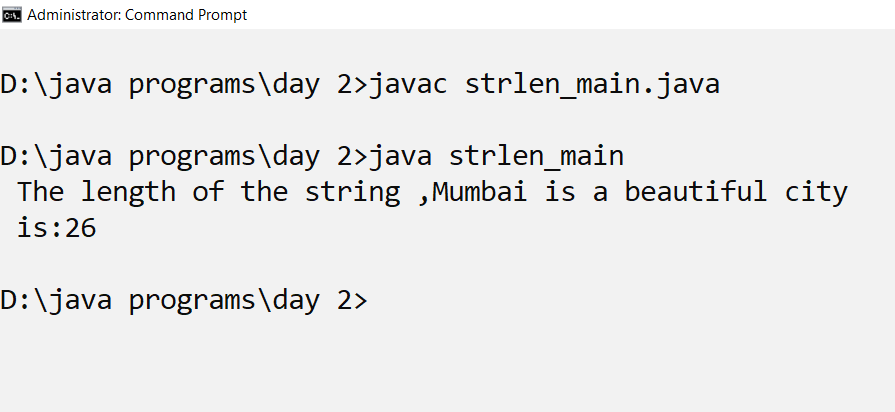 Administrator: Command Prompt
D:\java programs\day 2>javac strlen_main.java
D:\java programs\day 2>java strlen_main
The length of the string ,Mumbai is a beautiful city
is:26
D:\java programs\day 2>